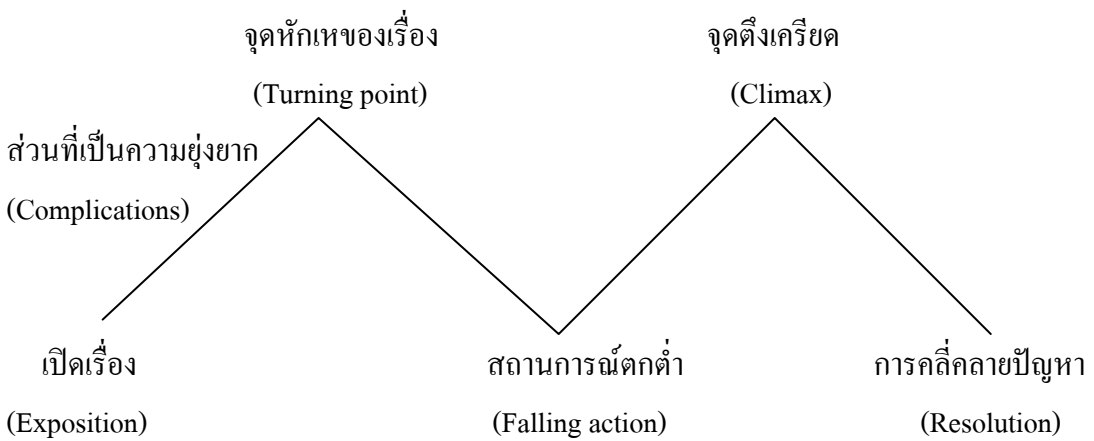 จุดหักเหของเรื่อง
(Turning point)
จุดตึงเครียด
(Climax)
ส่วนที่เป็นความยุ่งยาก
(Complications)
เปิดเรื่อง
(Exposition)
สถานการณ์ตกต่ำ
(Falling action)
การคลี่คลายปัญหา
(Resolution)